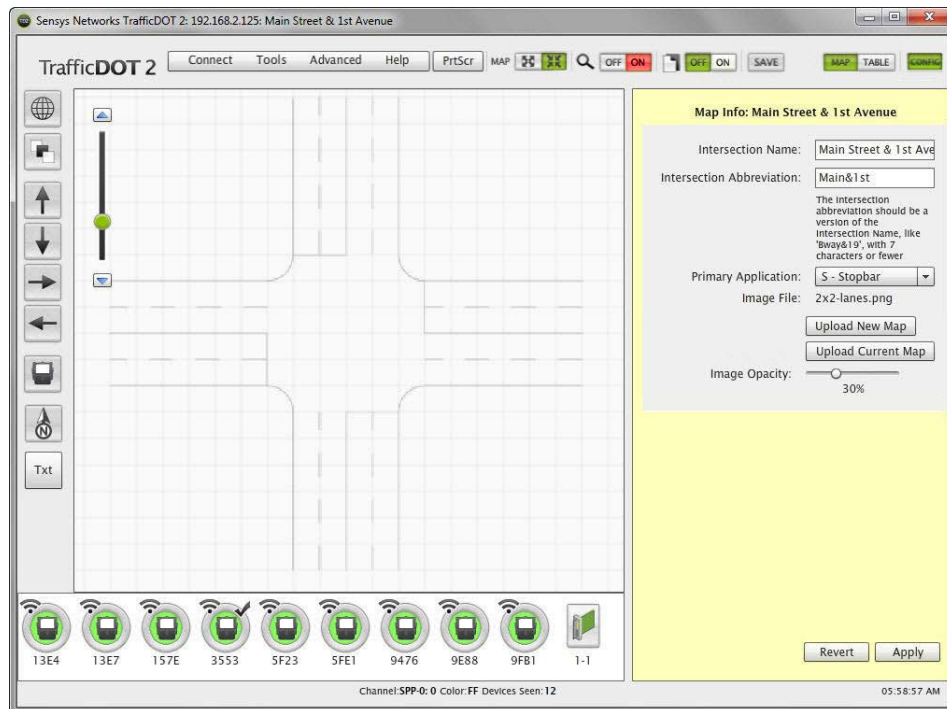 Sensys Networks TrafficDOT 2: 192.168.2.125: Main Street & 1st Avenue
TrafficDOT 2 Connect Tools Advanced Help PrtScr MAP OFF ON OFF ON SAVE MAP TABLE CONFIG
Map Info: Main Street & 1st Avenue
Intersection Name: Main Street & 1st Ave
Intersection Abbreviation: Main&1st
The intersection
abbreviation should be a
version of the
Intersection Name, like
'Bway&19', with 7
characters or fewer
Primary Application: S - Stopbar
Image File: 2x2-lanes.png
Upload New Map
Upload Current Map
Image Opacity:
30%
N
Txt
13E4 13E7 157E 3553 5F23 5FE1 9476 9E88 9FB1 1-1
Revert Apply
Channel:SPP-0: 0 Color:FF Devices Seen:12 05:58:57 AM